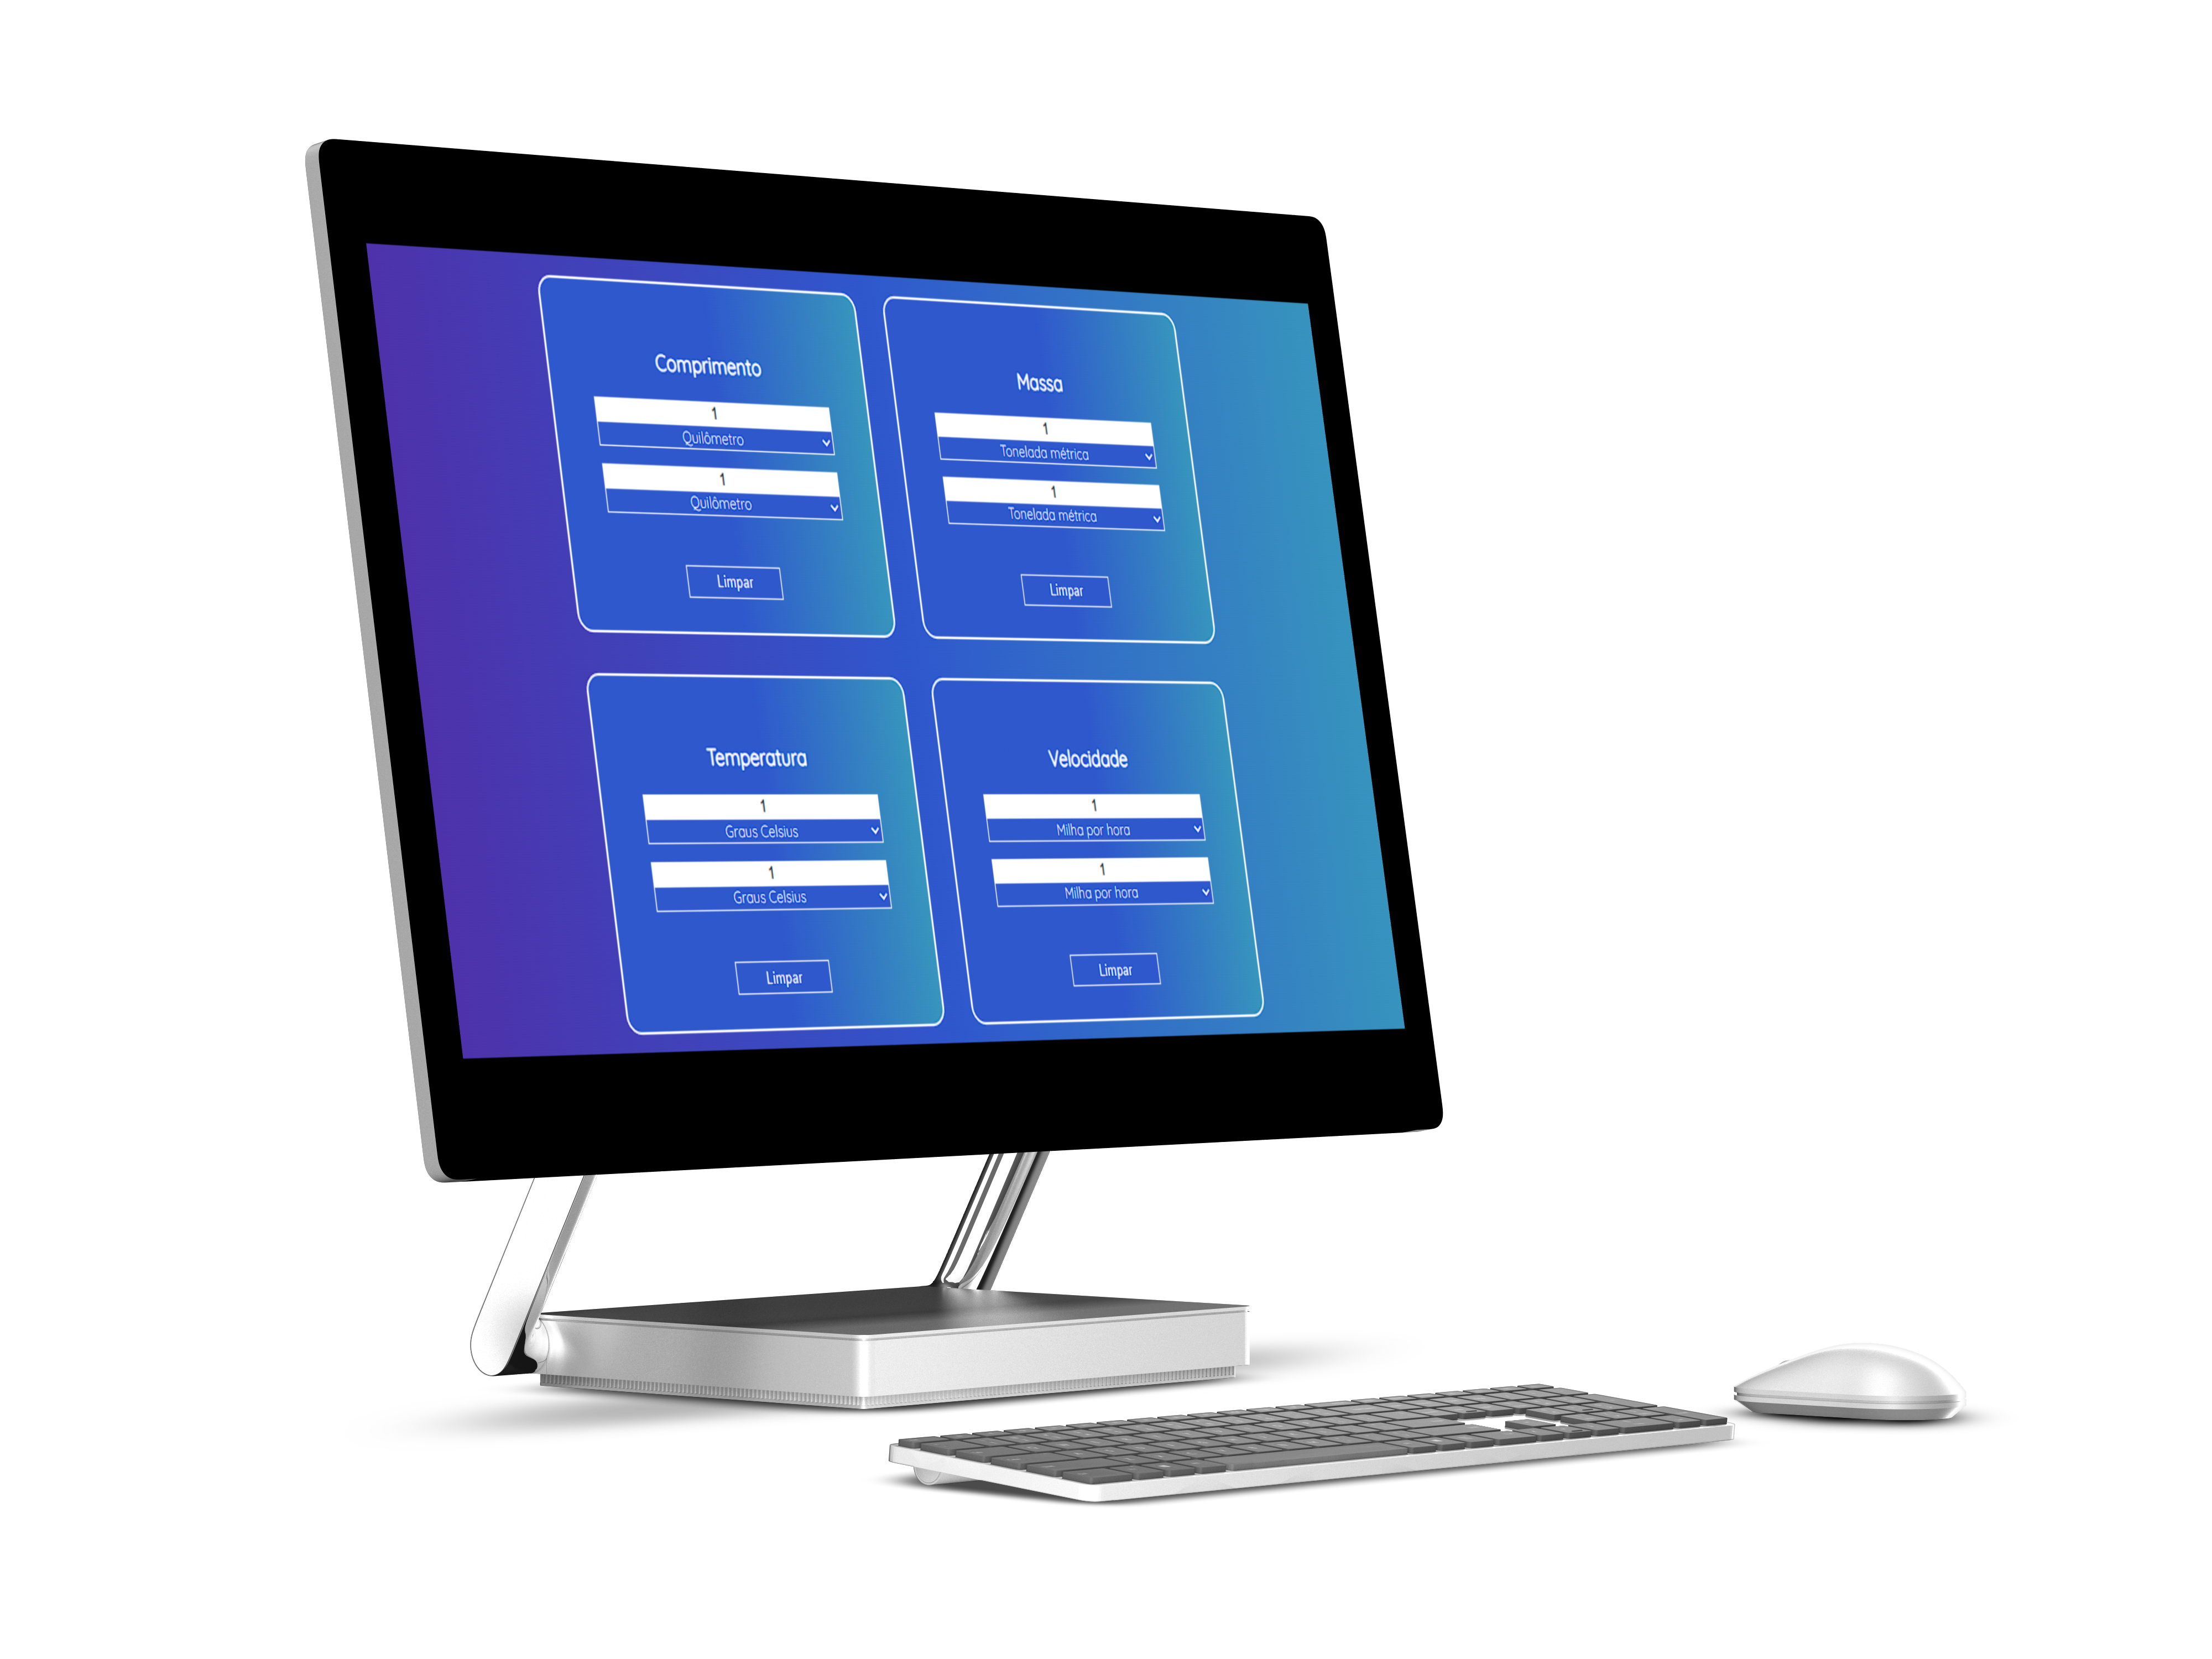 Comprimento
1
Quilômetro
1
Quilômetro
Limpar
Massa
1
Tonelada métrica
1
Tonelada métrica
Limpar
Temperatura
1
Graus Celsius
1
Graus Celsius
Limpar
Velocidade
1
Milha por hora
1
Milha por hora
Limpar